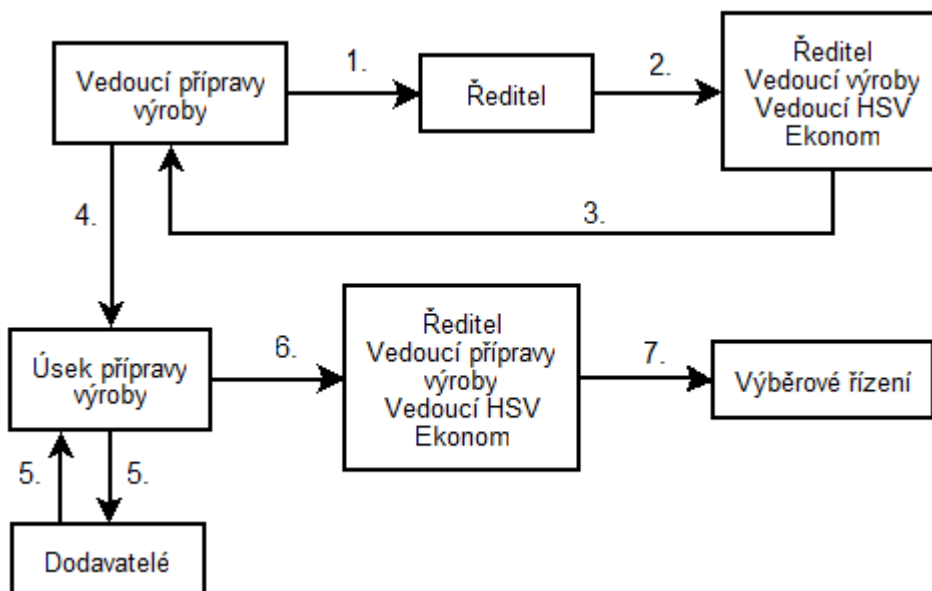 Vedoucí přípravy
výroby
1.
Ředitel
2.
Ředitel
Vedoucí výroby
Vedoucí HSV
Ekonom
3.
4.
Úsek přípravy
výroby
6.
Ředitel
Vedoucí přípravy
výroby
Vedoucí HSV
Ekonom
7.
Výběrové řízení
5.
5.
Dodavatelé